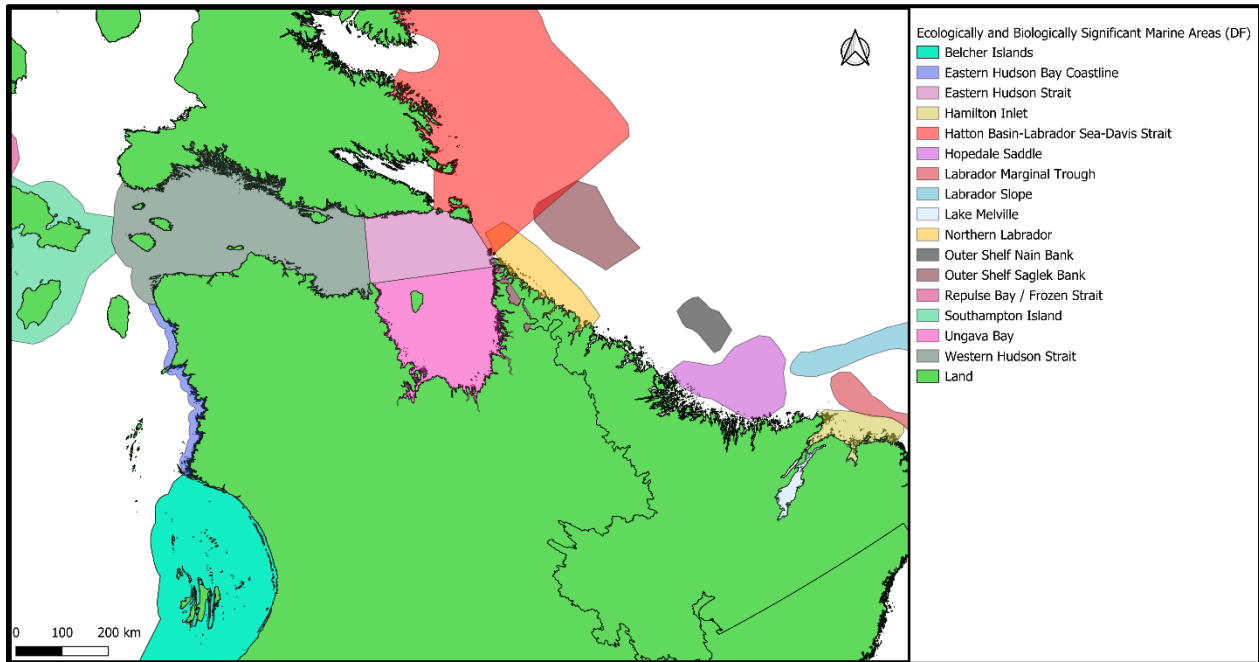 Ecologically and Biologically Significant Marine Areas (DF)
Belcher Islands
Eastern Hudson Bay Coastline
Eastern Hudson Strait
Hamilton Inlet
Hatton Basin-Labrador Sea-Davis Strait
Hopedale Saddle
Labrador Marginal Trough
Labrador Slope
Lake Melville
Northern Labrador
Outer Shelf Nain Bank
Outer Shelf Saglek Bank
Repulse Bay / Frozen Strait
Southampton Island
Ungava Bay
Western Hudson Strait
Land
0 100 200 km